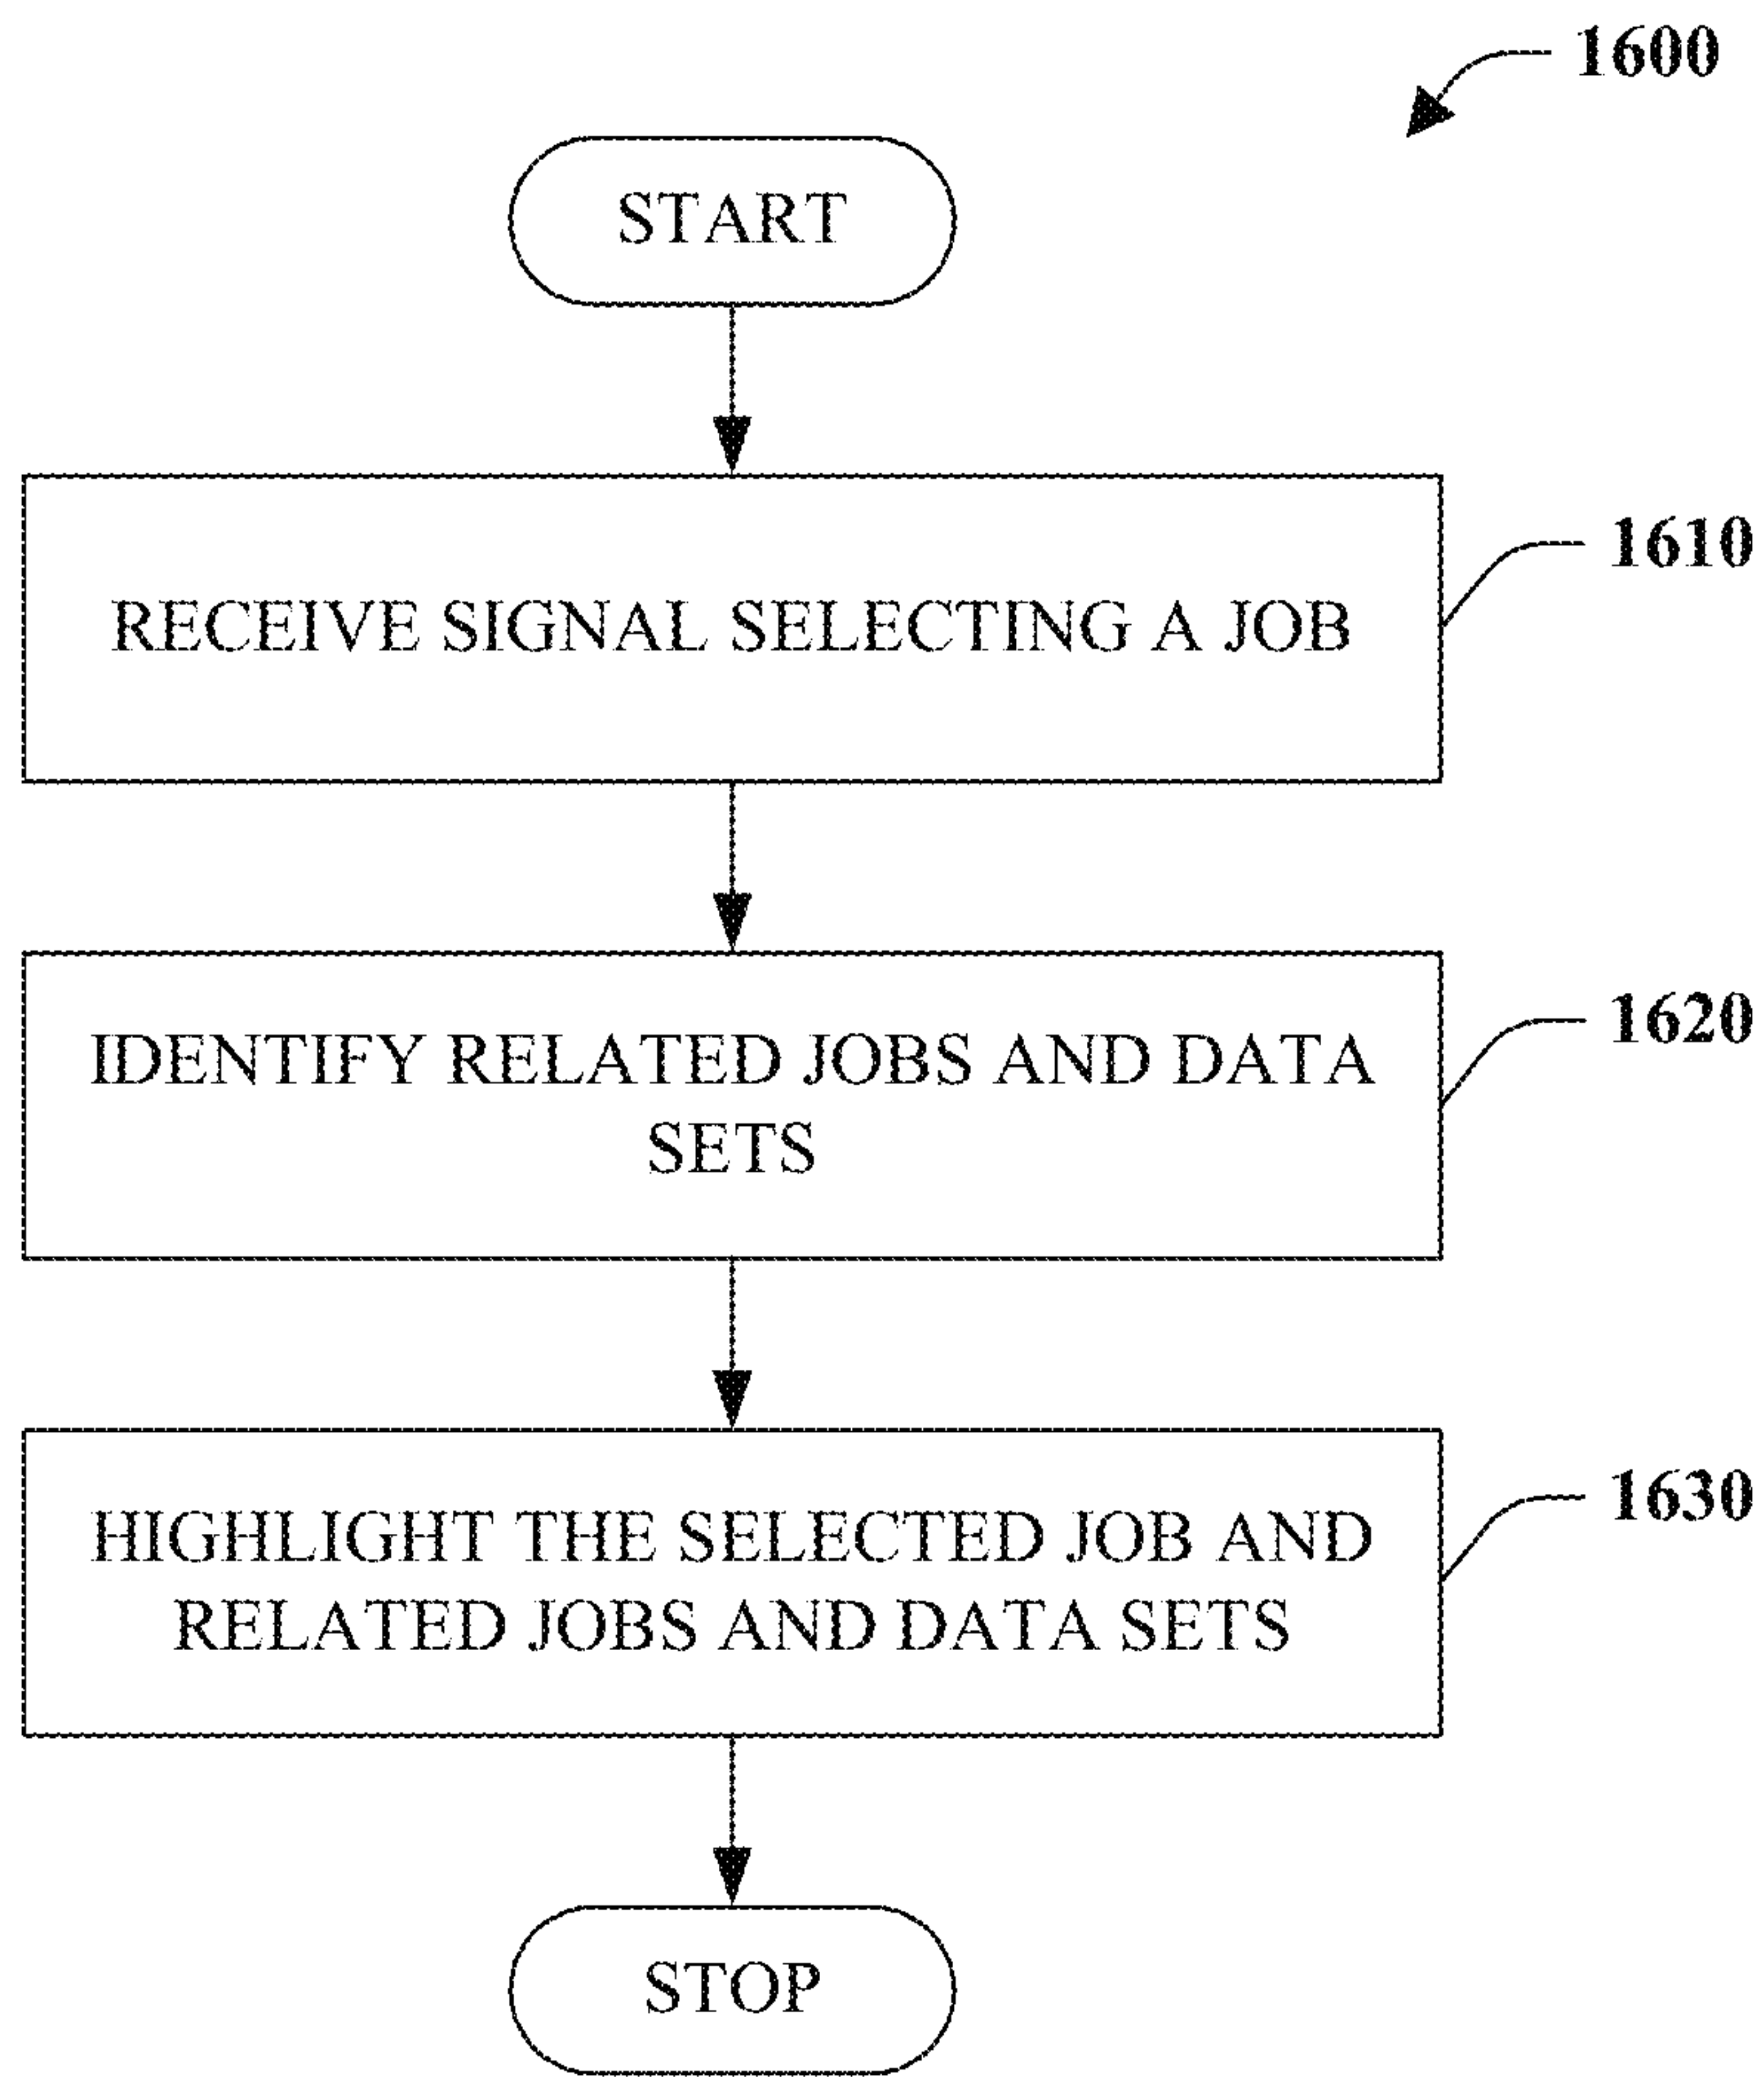 1600
START
RECEIVE SIGNAL SELECTING A JOB
1610
IDENTIFY RELATED JOBS AND DATA
SETS
1620
HIGHLIGHT THE SELECTED JOB AND
RELATED JOBS AND DATA SETS
1630
STOP